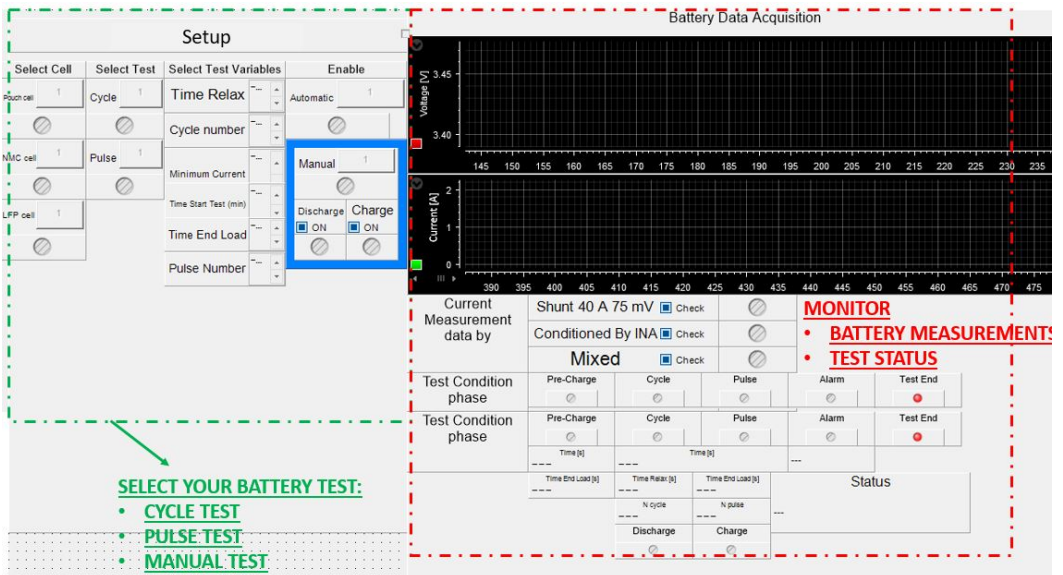 Setup
Select Cell Select Test Select Test Variables Enable
Pouch cell 1 Cycle 1 Time Relax --- Automatic 1
Cycle number ---
NMC cell 1 Pulse 1 Minimum Current --- Manual 1
Time Start Test (min) ---
Discharge Charge
ON ON
LFP cell 1
Time End Load ---
Pulse Number ---
SELECT YOUR BATTERY TEST:
• CYCLE TEST
• PULSE TEST
• MANUAL TEST
Battery Data Acquisition
Voltage [V]
3.45
3.40
145 150 155 160 165 170 175 180 185 190 195 200 205 210 215 220 225 230 235
Current [A]
2
1
0
390 395 400 405 410 415 420 425 430 435 440 445 450 455 460 465 470 475
Current
Measurement
data by
Shunt 40 A 75 mV Check
Conditioned By INA Check
Mixed Check
MONITOR
• BATTERY MEASUREMENTS
• TEST STATUS
Test Condition
phase
Pre-Charge Cycle Pulse Alarm Test End
Test Condition
phase
Pre-Charge Cycle Pulse Alarm Test End
Time [s] Time [s]
--- --- ---
Time End Load [s] Time Relax [s] Time End Load [s] Status
--- --- ---
N cycle N pulse
--- --- ---
Discharge Charge